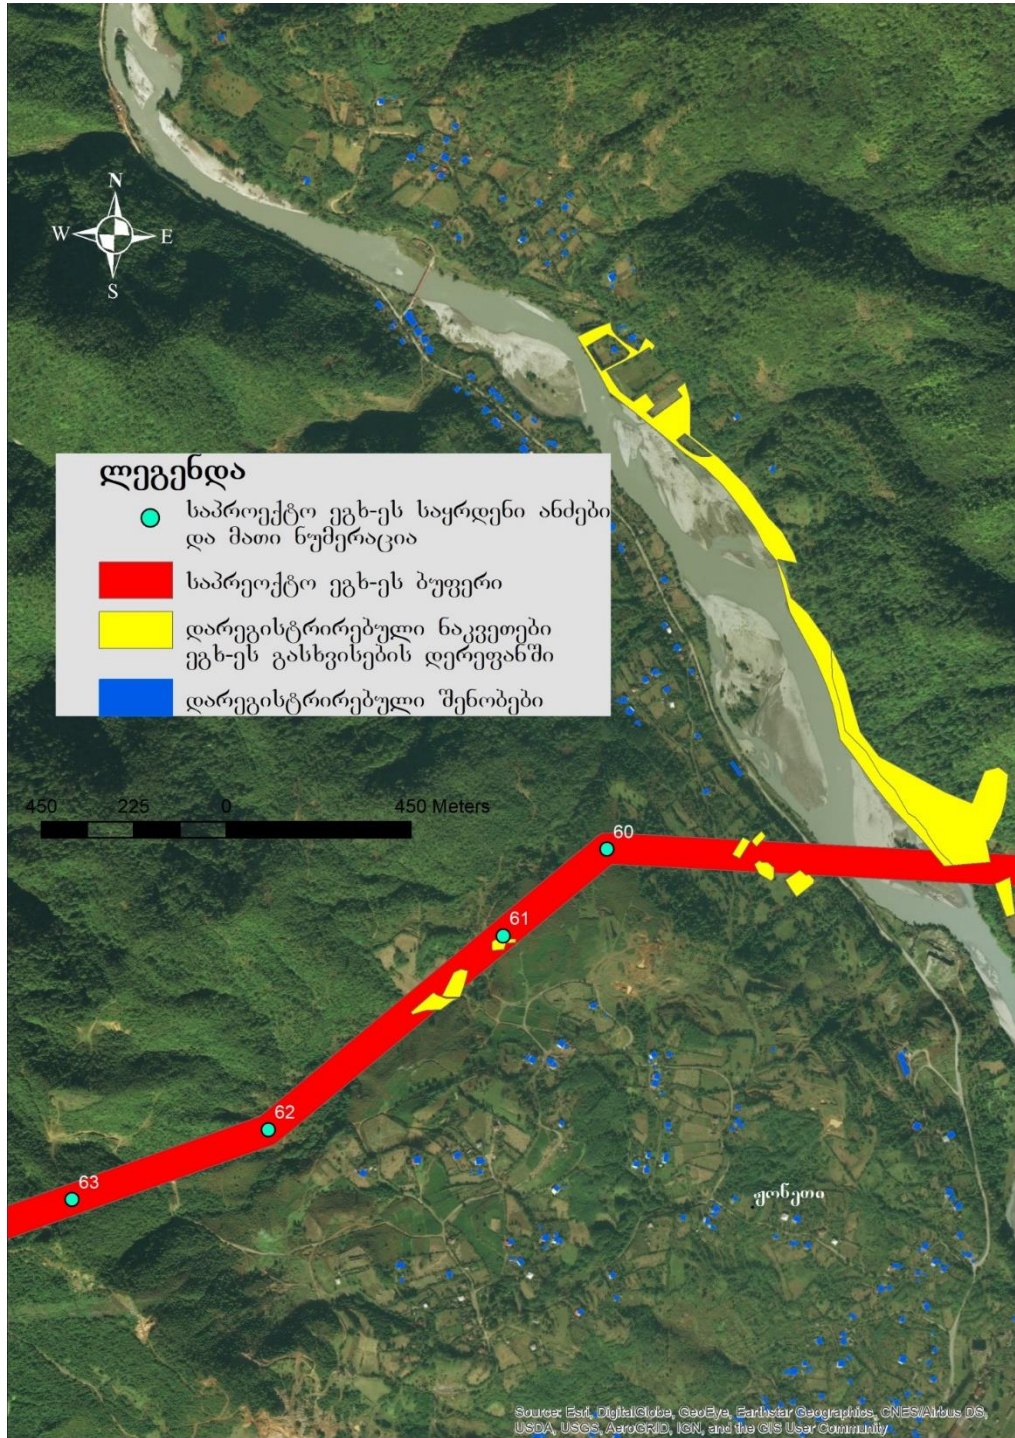 N
W E
S
ლეგენდა
საპროექტო ეგხ-ეს საყრდენი ანძები
და მათი ნუმერაცია
საპრეოქტო ეგხ-ეს ბუფერი
დარეგისტრირებული ნაკვეთები
ეგხ-ეს გასხვისების დერეფანში
დარეგისტრირებული შენობები
450 225 0 450 Meters
60
61
62
63
ჟონეთი
Source: Esri, DigitalGlobe, GeoEye, Earthstar Geographics, CNES/Airbus DS,
USDA, USGS, AeroGRID, IGN, and the GIS User Community